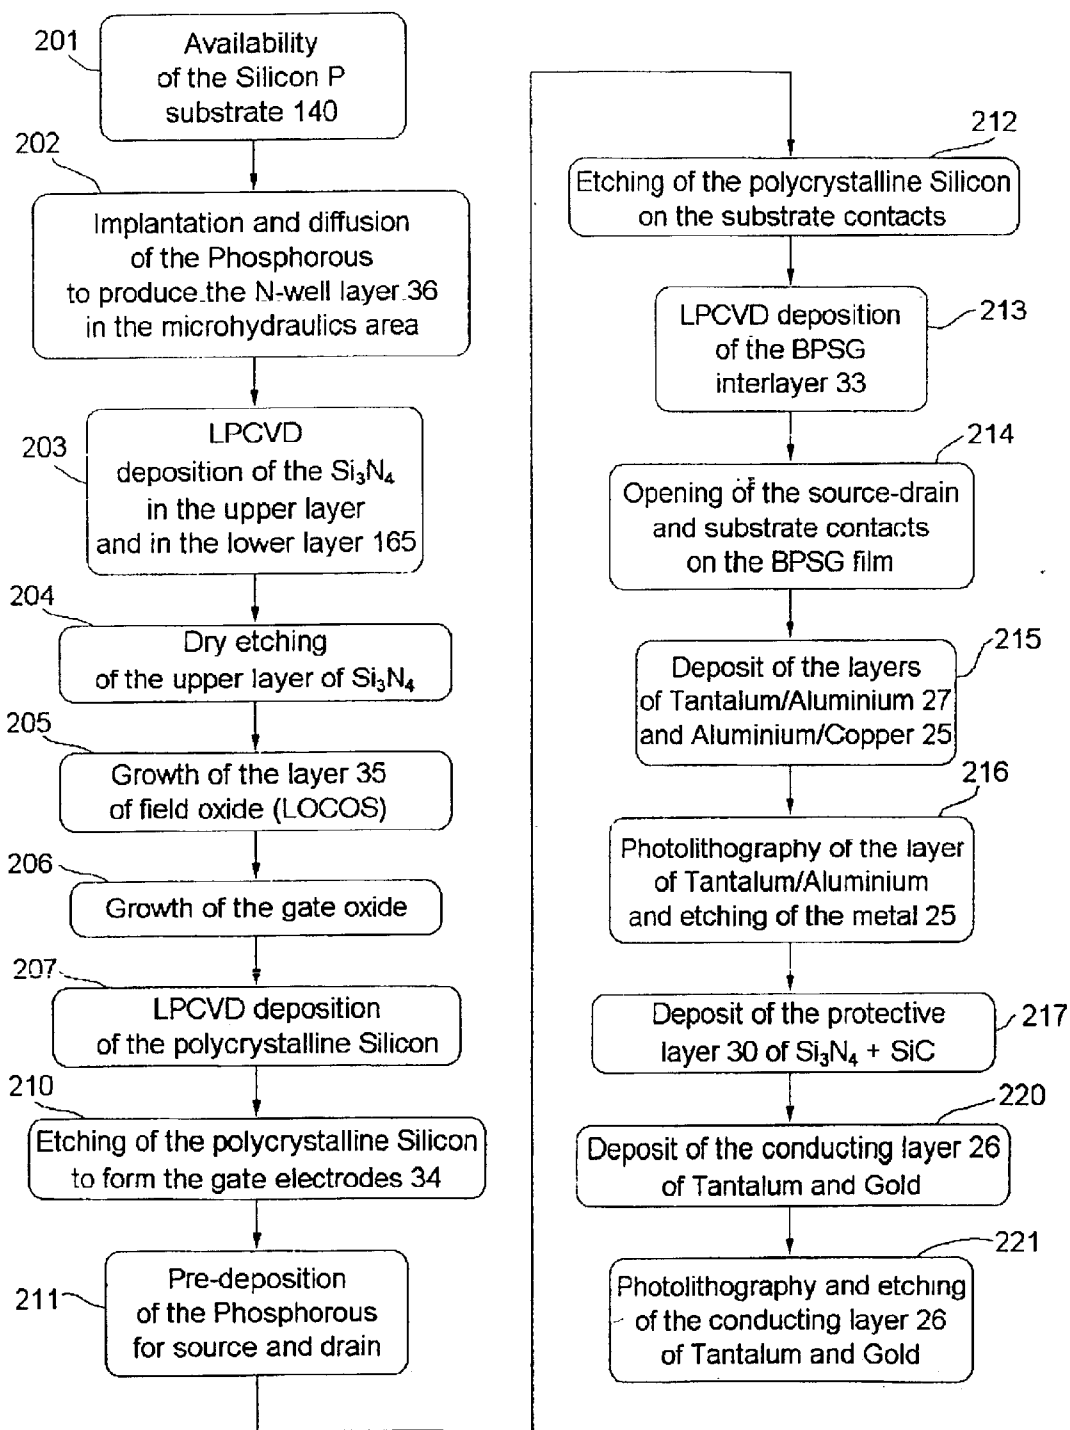 201
Availability
of the Silicon P
substrate 140
202
Implantation and diffusion
of the Phosphorous
to produce the N-well layer 36
in the microhydraulics area
203
LPCVD
deposition of the Si₃N₄
in the upper layer
and in the lower layer 165
204
Dry etching
of the upper layer of Si₃N₄
205
Growth of the layer 35
of field oxide (LOCOS)
206
Growth of the gate oxide
207
LPCVD deposition
of the polycrystalline Silicon
210
Etching of the polycrystalline Silicon
to form the gate electrodes 34
211
Pre-deposition
of the Phosphorous
for source and drain
212
Etching of the polycrystalline Silicon
on the substrate contacts
213
LPCVD deposition
of the BPSG
interlayer 33
214
Opening of the source-drain
and substrate contacts
on the BPSG film
215
Deposit of the layers
of Tantalum/Aluminium 27
and Aluminium/Copper 25
216
Photolithography of the layer
of Tantalum/Aluminium
and etching of the metal 25
217
Deposit of the protective
layer 30 of Si₃N₄ + SiC
220
Deposit of the conducting layer 26
of Tantalum and Gold
221
Photolithography and etching
of the conducting layer 26
of Tantalum and Gold